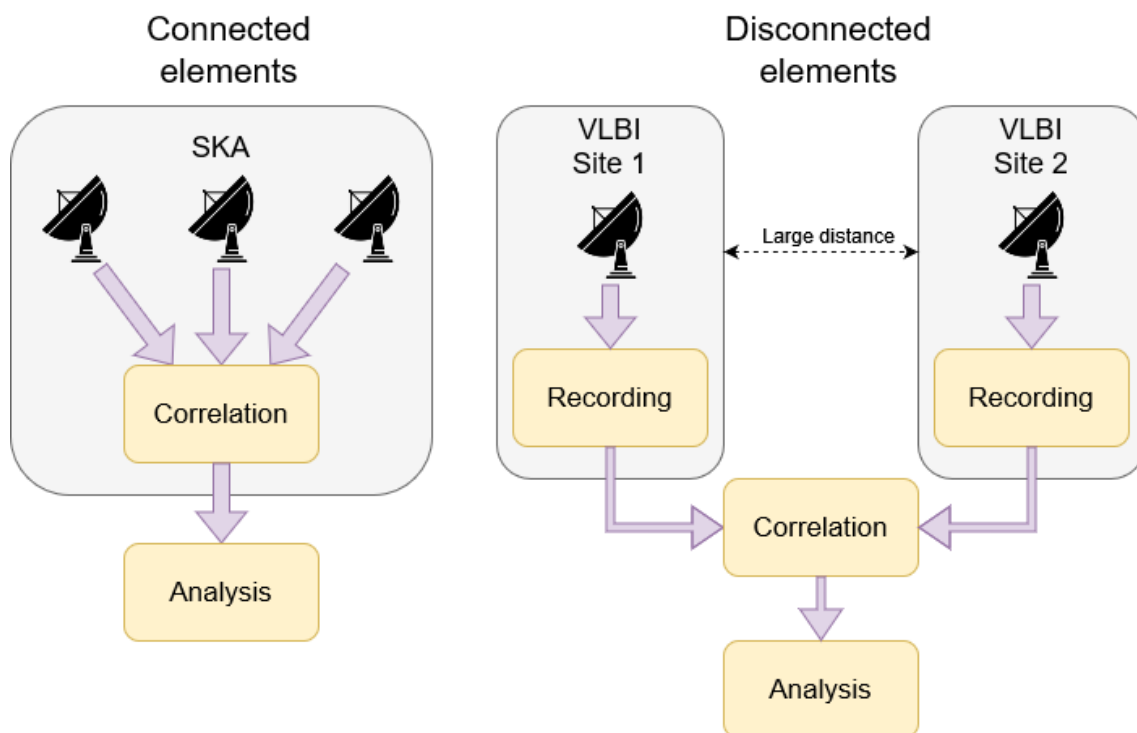 Connected
elements
SKA
Correlation
Analysis
Disconnected
elements
VLBI
Site 1
Large distance
VLBI
Site 2
Recording
Recording
Correlation
Analysis